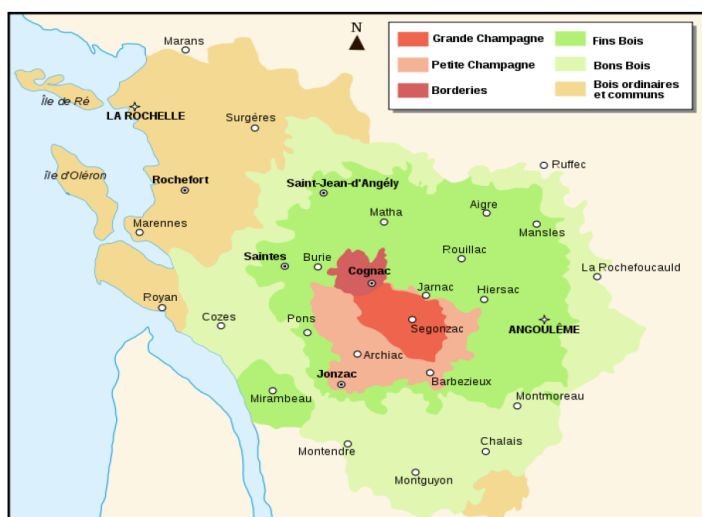 N
Grande Champagne
Petite Champagne
Borderies
Fins Bois
Bons Bois
Bois ordinaires
et communs
Marans
Île de Ré
LA ROCHELLE
Surgéres
île d'Oléron
Rochefort
Saint-Jean-d'Angély
Ruffec
Marennes
Matha
Aigre
Mansles
Saintes
Burie
Cognac
Rouillac
La Rochefoucauld
Jarnac
Hiersac
Royan
Cozes
Pons
Segonzac
ANGOULÊME
Archiac
Jonzac
Barbezieux
Mirambeau
Montmoreau
Montendre
Chalais
Montguyon